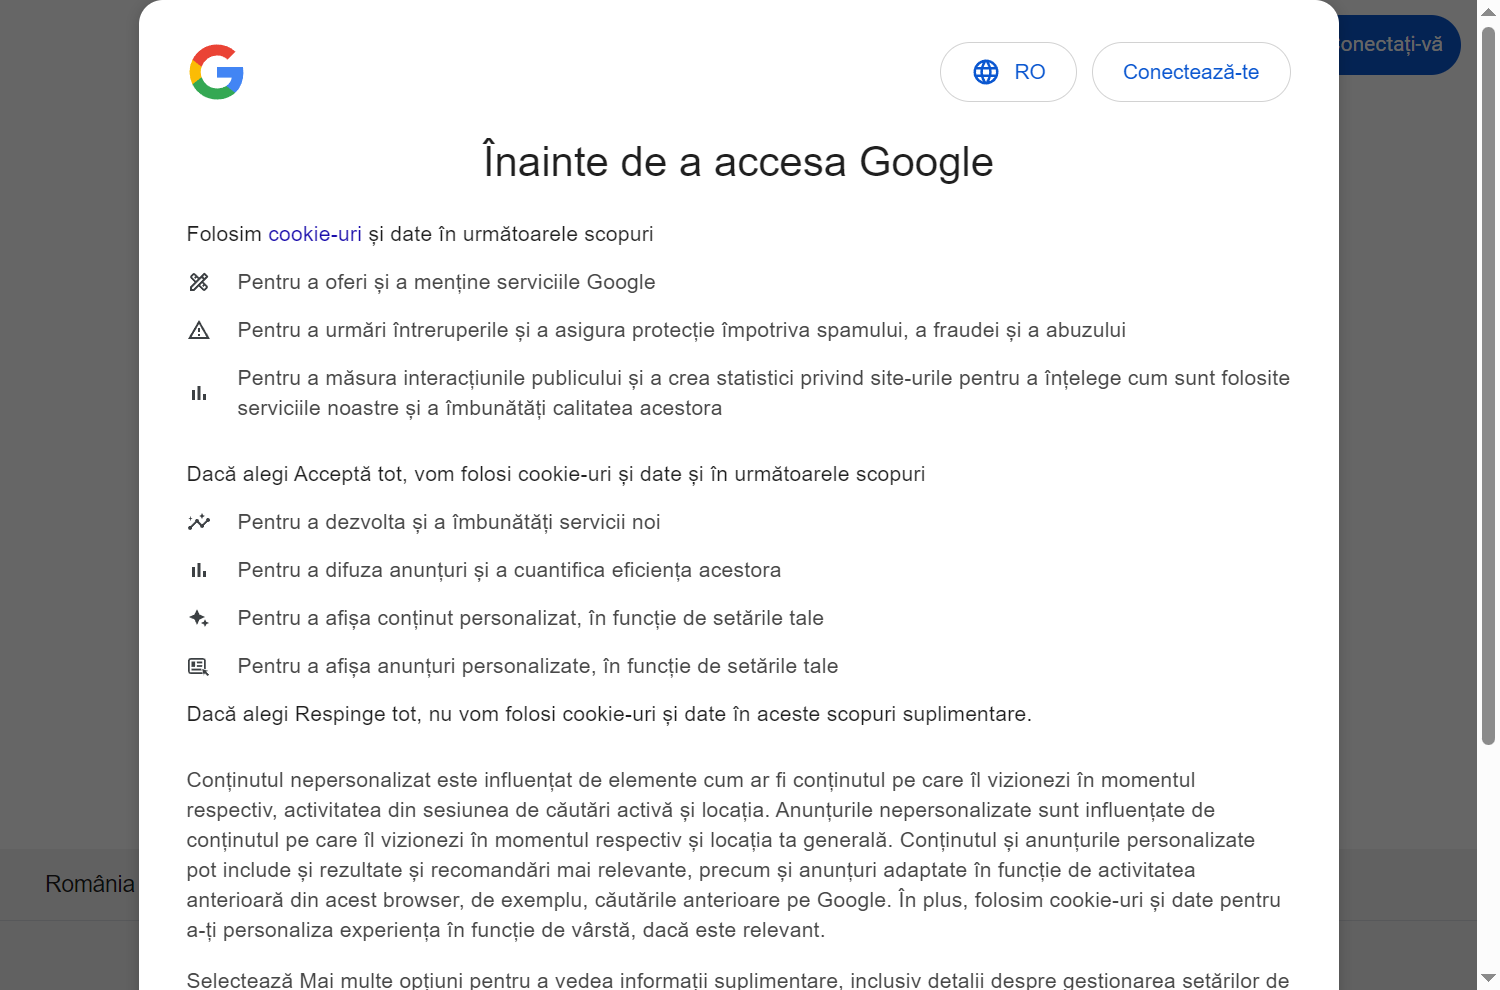 RO
Conectează-te
onectați-vă
Înainte de a accesa Google
Folosim cookie-uri și date în următoarele scopuri
Pentru a oferi și a menține serviciile Google
Pentru a urmări întreruperile și a asigura protecție împotriva spamului, a fraudei și a abuzului
Pentru a măsura interacțiunile publicului și a crea statistici privind site-urile pentru a înțelege cum sunt folosite
serviciile noastre și a îmbunătăți calitatea acestora
Dacă alegi Acceptă tot, vom folosi cookie-uri și date și în următoarele scopuri
Pentru a dezvolta și a îmbunătăți servicii noi
Pentru a difuza anunțuri și a cuantifica eficiența acestora
Pentru a afișa conținut personalizat, în funcție de setările tale
Pentru a afișa anunțuri personalizate, în funcție de setările tale
Dacă alegi Respinge tot, nu vom folosi cookie-uri și date în aceste scopuri suplimentare.
Conținutul nepersonalizat este influențat de elemente cum ar fi conținutul pe care îl vizionezi în momentul
respectiv, activitatea din sesiunea de căutări activă și locația. Anunțurile nepersonalizate sunt influențate de
conținutul pe care îl vizionezi în momentul respectiv și locația ta generală. Conținutul și anunțurile personalizate
pot include și rezultate și recomandări mai relevante, precum și anunțuri adaptate în funcție de activitatea
anterioară din acest browser, de exemplu, căutările anterioare pe Google. În plus, folosim cookie-uri și date pentru
a-ți personaliza experiența în funcție de vârstă, dacă este relevant.
România
Selectează Mai multe opțiuni pentru a vedea informații suplimentare, inclusiv detalii despre gestionarea setărilor de